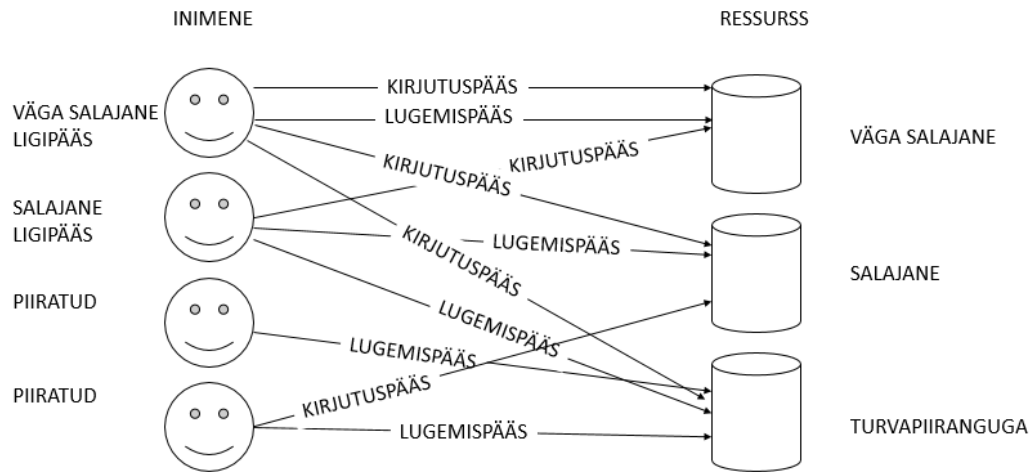 INIMENE
RESSURSS
KIRJUTUSPÄÄS
VÄGA SALAJANE
LIGIPÄÄS
LUGEMISPÄÄS
KIRJUTUSPÄÄS
VÄGA SALAJANE
KIRJUTUSPÄÄS
SALAJANE
LIGIPÄÄS
LUGEMISPÄÄS
KIRJUTUSPÄÄS
SALAJANE
PIIRATUD
LUGEMISPÄÄS
LUGEMISPÄÄS
PIIRATUD
KIRJUTUSPÄÄS
LUGEMISPÄÄS
TURVAPIIRANGUGA